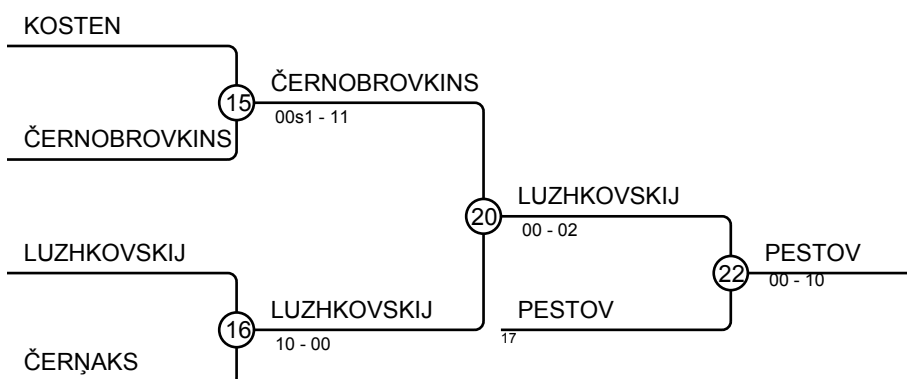 KOSTEN
15
ČERNOBROVKINS
00s1 - 11
ČERNOBROVKINS
20
LUZHKOVSKIJ
00 - 02
LUZHKOVSKIJ
22
PESTOV
00 - 10
16
LUZHKOVSKIJ
10 - 00
PESTOV
17
ČERŅAKS